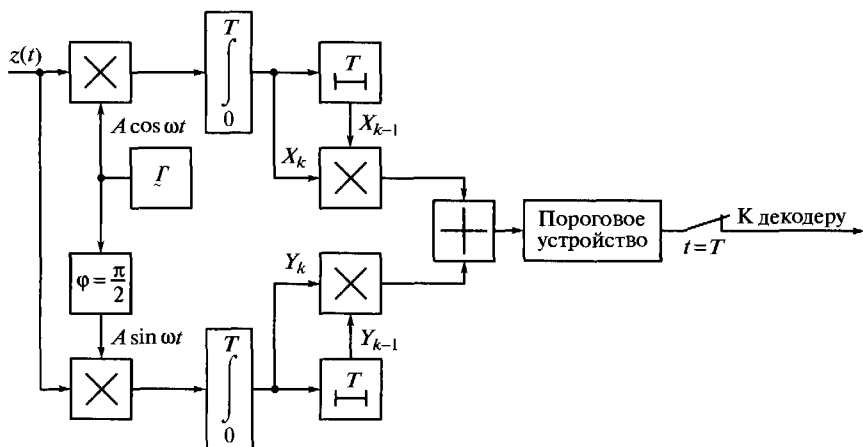 z(t)
T
∫
0
T
A cos ωt
X_{k−1}
X_k
Г
~
Пороговое
устройство
К декодеру
t = T
φ = π/2
Y_k
A sin ωt
T
∫
0
Y_{k−1}
T